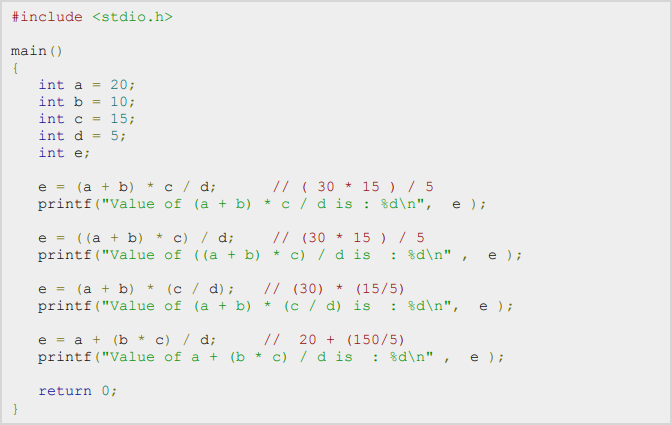 #include <stdio.h>
main()
{
   int a = 20;
   int b = 10;
   int c = 15;
   int d = 5;
   int e;
   e = (a + b) * c / d;      // ( 30 * 15 ) / 5
   printf("Value of (a + b) * c / d is : %d\n",  e );
   e = ((a + b) * c) / d;    // (30 * 15 ) / 5
   printf("Value of ((a + b) * c) / d is  : %d\n" ,  e );
   e = (a + b) * (c / d);   // (30) * (15/5)
   printf("Value of (a + b) * (c / d) is  : %d\n",  e );
   e = a + (b * c) / d;     //  20 + (150/5)
   printf("Value of a + (b * c) / d is  : %d\n" ,  e );
   return 0;
}